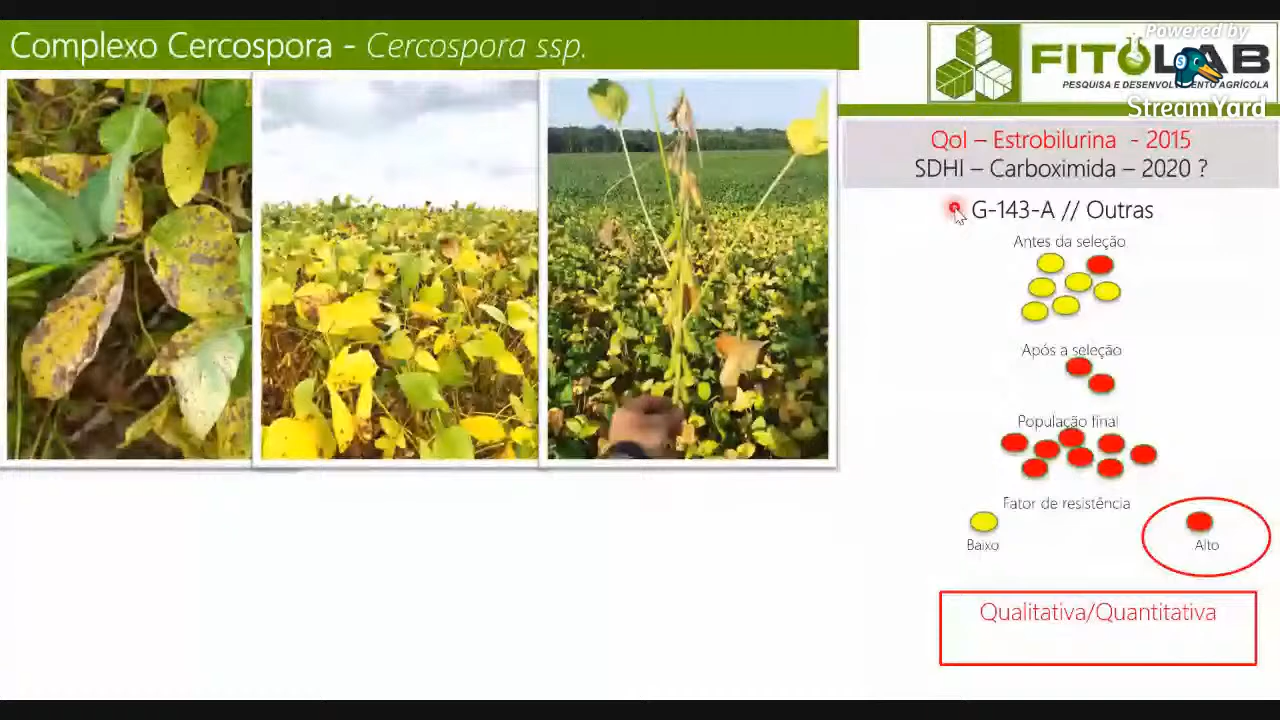 Complexo Cercospora - Cercospora ssp.
Powered by
FITOLAB
PESQUISA E DESENVOLVIMENTO AGRÍCOLA
StreamYard
QoI – Estrobilurina - 2015
SDHI – Carboximida – 2020 ?
G-143-A // Outras
Antes da seleção
Após a seleção
População final
Fator de resistência
Baixo
Alto
Qualitativa/Quantitativa